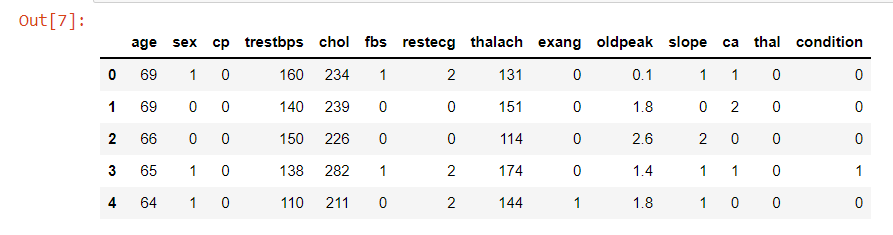 Out[7]:
age sex cp trestbps chol fbs restecg thalach exang oldpeak slope ca thal condition
0 69 1 0 160 234 1 2 131 0 0.1 1 1 0 0
1 69 0 0 140 239 0 0 151 0 1.8 0 2 0 0
2 66 0 0 150 226 0 0 114 0 2.6 2 0 0 0
3 65 1 0 138 282 1 2 174 0 1.4 1 1 0 1
4 64 1 0 110 211 0 2 144 1 1.8 1 0 0 0